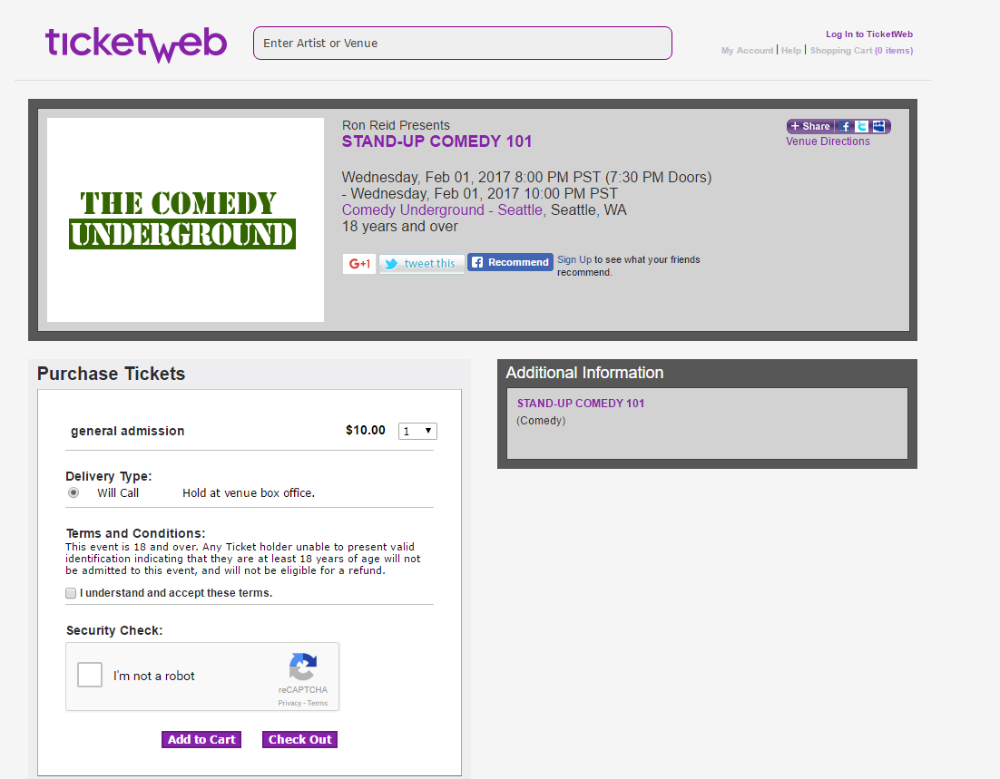 ticketweb
Enter Artist or Venue
Log In to TicketWeb
My Account | Help | Shopping Cart (0 items)
THE COMEDY
UNDERGROUND
Ron Reid Presents
STAND-UP COMEDY 101
Wednesday, Feb 01, 2017 8:00 PM PST (7:30 PM Doors)
- Wednesday, Feb 01, 2017 10:00 PM PST
Comedy Underground - Seattle, Seattle, WA
18 years and over
G+1 tweet this Recommend Sign Up to see what your friends
recommend.
+ Share
Venue Directions
Purchase Tickets
general admission $10.00 1
Delivery Type:
Will Call Hold at venue box office.
Terms and Conditions:
This event is 18 and over. Any Ticket holder unable to present valid
identification indicating that they are at least 18 years of age will not
be admitted to this event, and will not be eligible for a refund.
I understand and accept these terms.
Security Check:
I'm not a robot
reCAPTCHA
Privacy - Terms
Add to Cart Check Out
Additional Information
STAND-UP COMEDY 101
(Comedy)